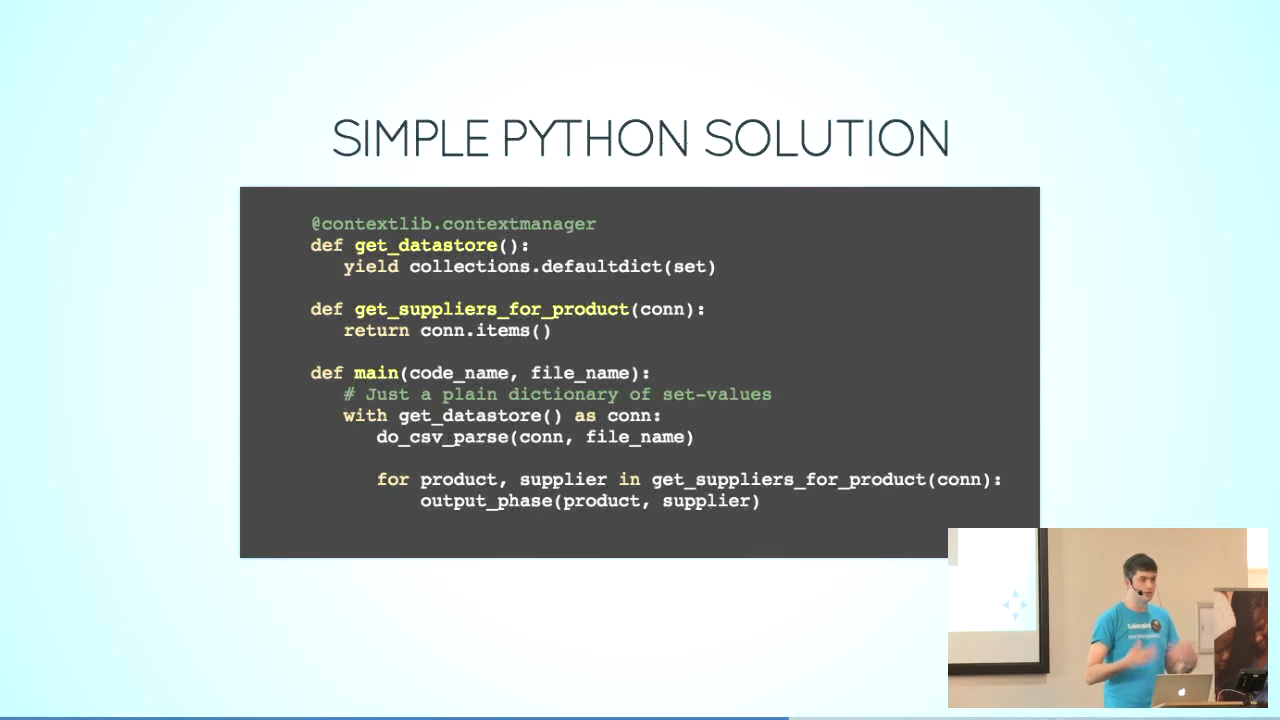 SIMPLE PYTHON SOLUTION
@contextlib.contextmanager
def get_datastore():
yield collections.defaultdict(set)
def get_suppliers_for_product(conn):
return conn.items()
def main(code_name, file_name):
# Just a plain dictionary of set-values
with get_datastore() as conn:
do_csv_parse(conn, file_name)
for product, supplier in get_suppliers_for_product(conn):
output_phase(product, supplier)